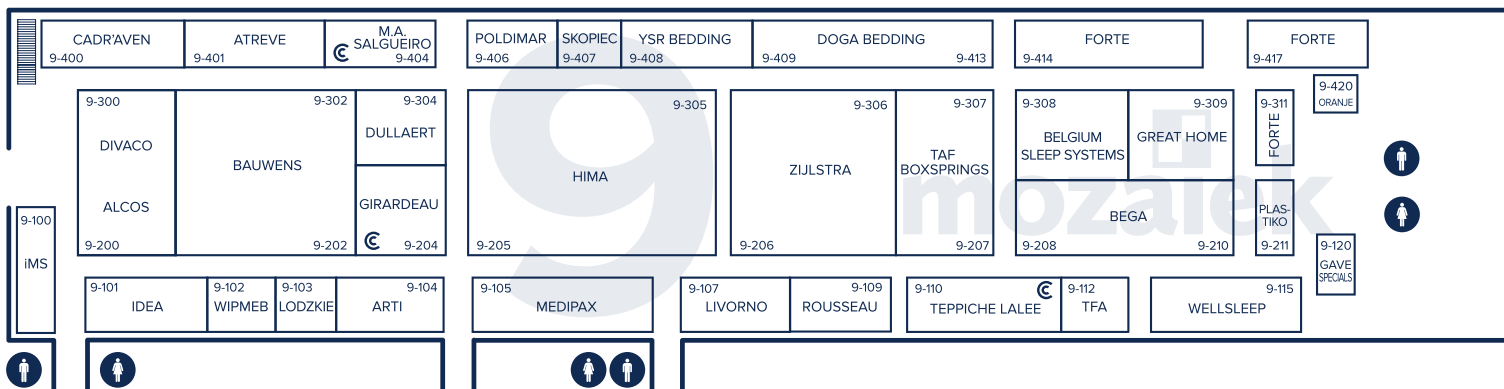 CADR'AVEN
9-400
ATREVE
9-401
M.A.
SALGUEIRO
9-404
POLDIMAR
9-406
SKOPIEC
9-407
YSR BEDDING
9-408
DOGA BEDDING
9-409
9-413
FORTE
9-414
FORTE
9-417
9-420
ORANJE
9-300
DIVACO
ALCOS
9-200
9-302
BAUWENS
9-202
9-304
DULLAERT
GIRARDEAU
9-204
9-305
HIMA
9-205
9-306
ZIJLSTRA
9-206
9-307
TAF
BOXSPRINGS
9-207
9-308
BELGIUM
SLEEP SYSTEMS
9-309
GREAT HOME
BEGA
9-208
9-210
9-311
FORTE
PLAS-
TIKO
9-211
9
mozaiek
9-100
iMS
9-120
GAVE
SPECIALS
9-101
IDEA
9-102
WIPMEB
9-103
LODZKIE
9-104
ARTI
9-105
MEDIPAX
9-107
LIVORNO
9-109
ROUSSEAU
9-110
TEPPICHE LALEE
9-112
TFA
9-115
WELLSLEEP